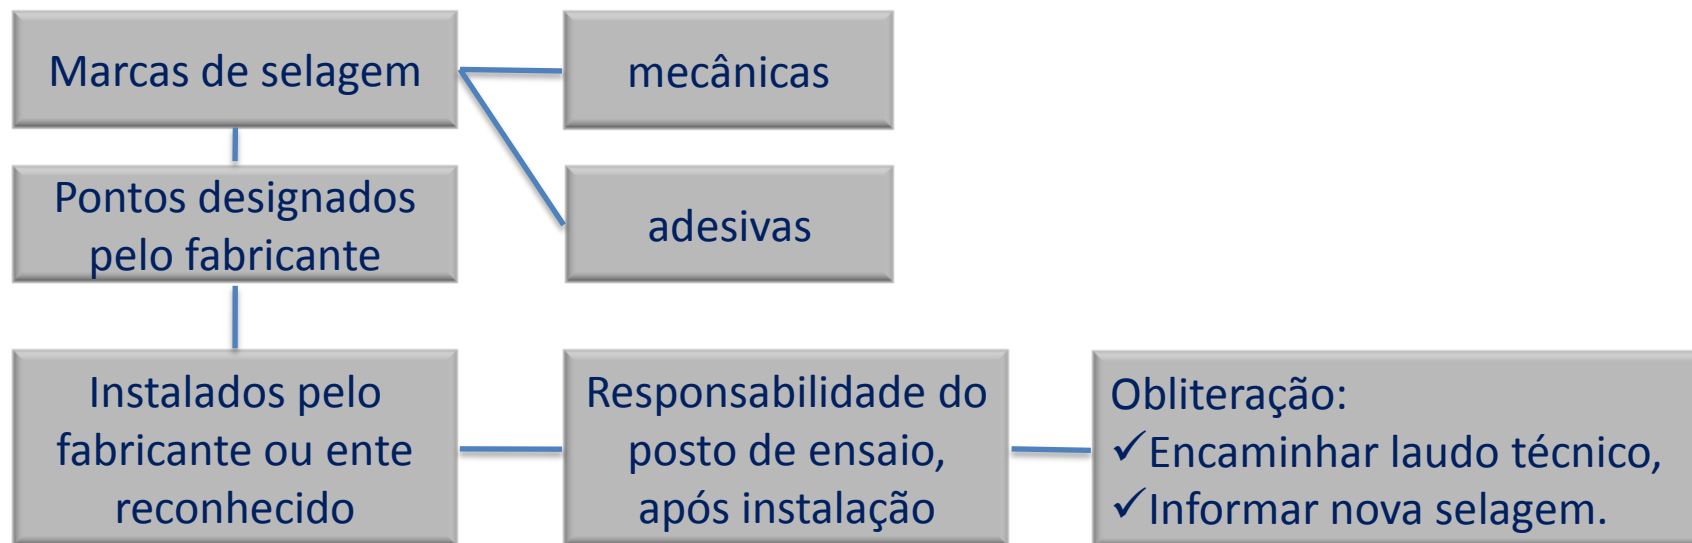 Marcas de selagem
mecânicas
Pontos designados
pelo fabricante
adesivas
Instalados pelo
fabricante ou ente
reconhecido
Responsabilidade do
posto de ensaio,
após instalação
Obliteração:
✓Encaminhar laudo técnico,
✓Informar nova selagem.